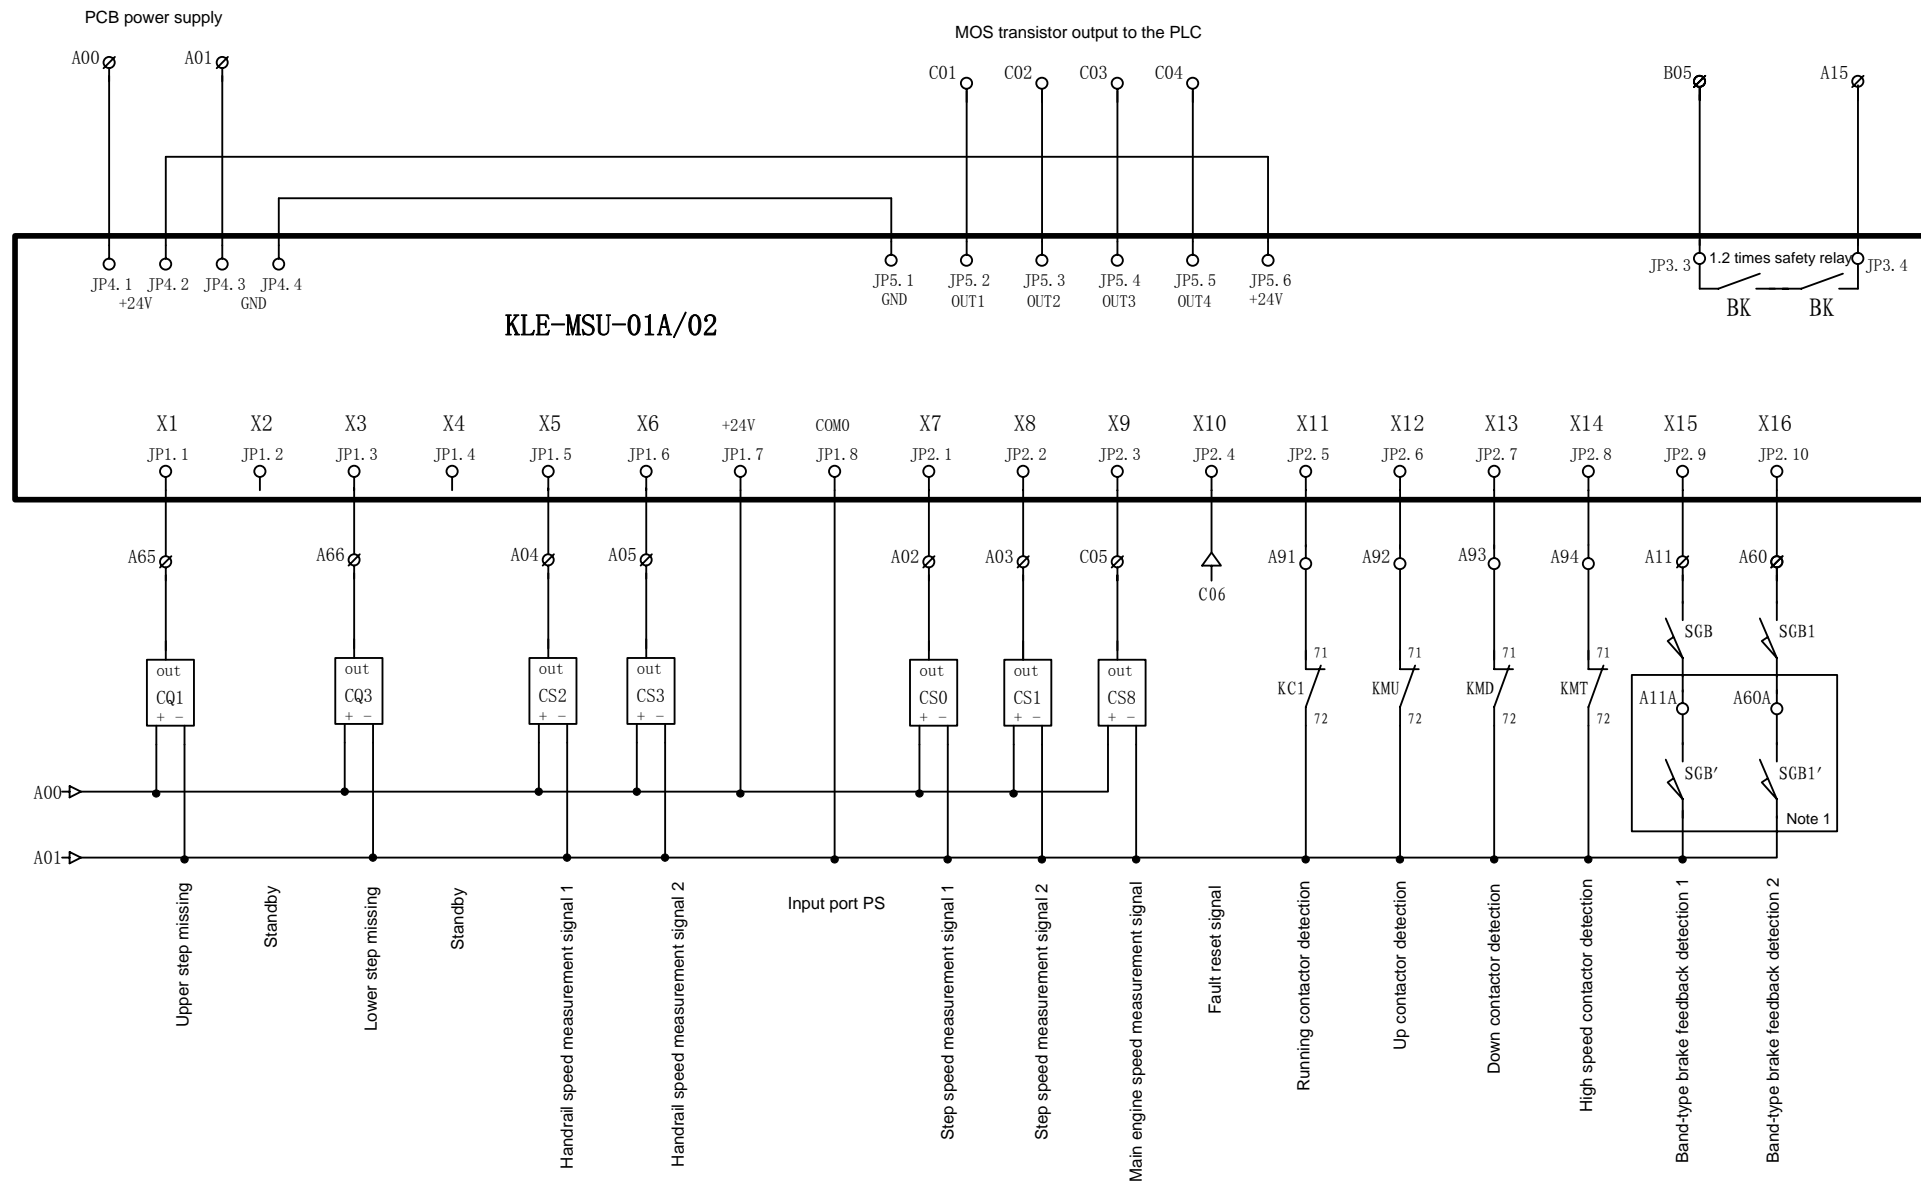 PCB power supply
MOS transistor output to the PLC
A00 A01
C01 C02 C03 C04
B05 A15
JP4.1 JP4.2 JP4.3 JP4.4
+24V GND
JP5.1 JP5.2 JP5.3 JP5.4 JP5.5 JP5.6
GND OUT1 OUT2 OUT3 OUT4 +24V
JP3.3 1.2 times safety relay JP3.4
BK BK
KLE-MSU-01A/02
X1 X2 X3 X4 X5 X6 +24V COM0 X7 X8 X9 X10 X11 X12 X13 X14 X15 X16
JP1.1 JP1.2 JP1.3 JP1.4 JP1.5 JP1.6 JP1.7 JP1.8 JP2.1 JP2.2 JP2.3 JP2.4 JP2.5 JP2.6 JP2.7 JP2.8 JP2.9 JP2.10
A65 A66 A04 A05 A02 A03 C05 A91 A92 A93 A94 A11 A60
C06
SGB SGB1
out out out out out out out
71 71 71 71
CQ1 CQ3 CS2 CS3 CS0 CS1 CS8 KC1 KMU KMD KMT A11A A60A
+ - + - + - + - + - + - + -
72 72 72 72
SGB' SGB1'
A00
Note 1
A01
Upper step missing
Standby
Lower step missing
Standby
Handrail speed measurement signal 1
Handrail speed measurement signal 2
Input port PS
Step speed measurement signal 1
Step speed measurement signal 2
Main engine speed measurement signal
Fault reset signal
Running contactor detection
Up contactor detection
Down contactor detection
High speed contactor detection
Band-type brake feedback detection 1
Band-type brake feedback detection 2